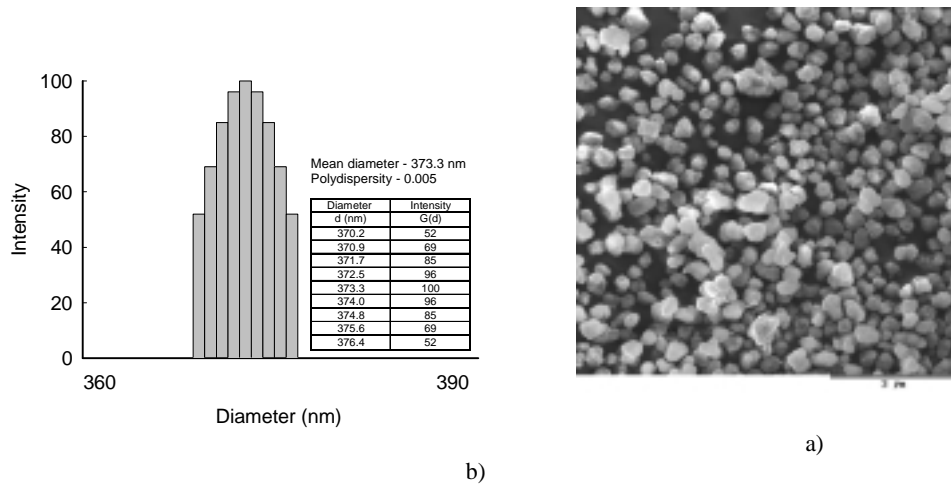 100
80
60
40
20
0
Intensity
360 390
Diameter (nm)
Mean diameter - 373.3 nm
Polydispersity - 0.005
Diameter Intensity
d (nm) G(d)
370.2 52
370.9 69
371.7 85
372.5 96
373.3 100
374.0 96
374.8 85
375.6 69
376.4 52
b)
a)